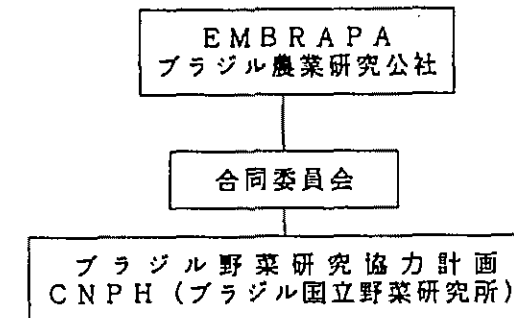 ＥＭＢＲＡＰＡ
ブラジル農業研究公社
合同委員会
ブラジル野菜研究協力計画
ＣＮＰＨ（ブラジル国立野菜研究所）